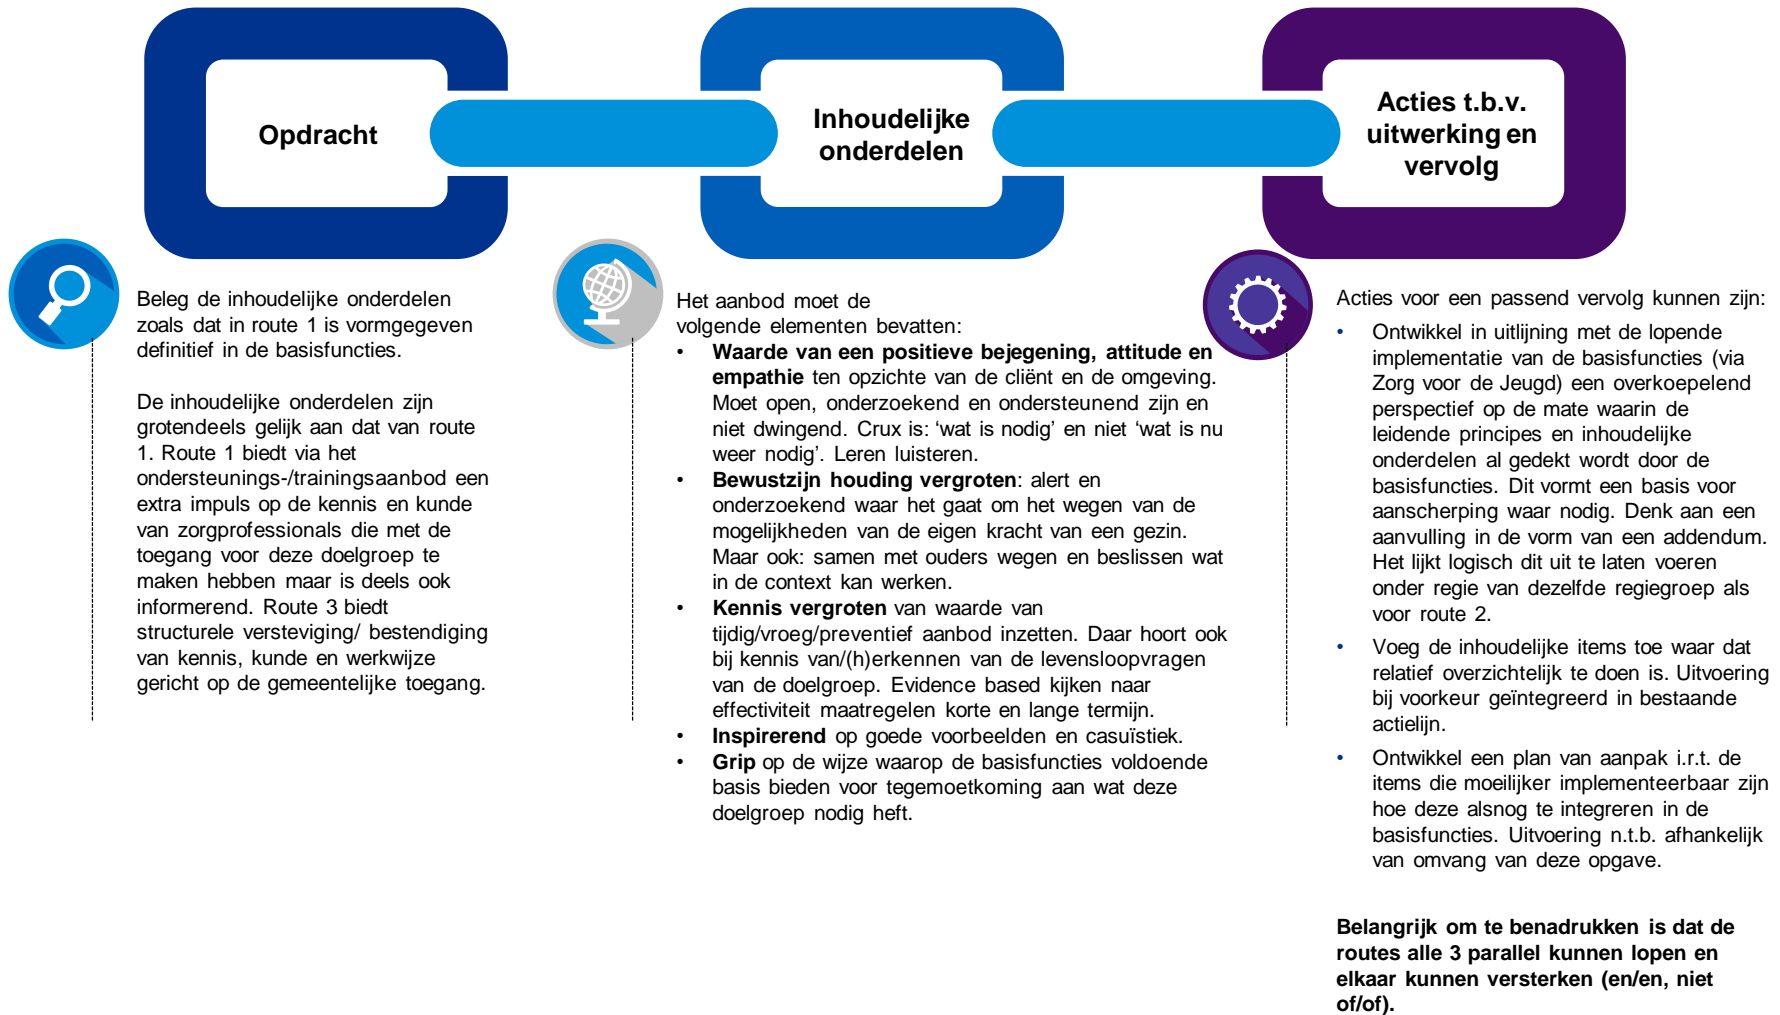 Opdracht
Inhoudelijke
onderdelen
Acties t.b.v.
uitwerking en
vervolg
Beleg de inhoudelijke onderdelen
zoals dat in route 1 is vormgegeven
definitief in de basisfuncties.
De inhoudelijke onderdelen zijn
grotendeels gelijk aan dat van route
1. Route 1 biedt via het
ondersteunings-/trainingsaanbod een
extra impuls op de kennis en kunde
van zorgprofessionals die met de
toegang voor deze doelgroep te
maken hebben maar is deels ook
informerend. Route 3 biedt
structurele versteviging/ bestendiging
van kennis, kunde en werkwijze
gericht op de gemeentelijke toegang.
Het aanbod moet de
volgende elementen bevatten:
• Waarde van een positieve bejegening, attitude en
empathie ten opzichte van de cliënt en de omgeving.
Moet open, onderzoekend en ondersteunend zijn en
niet dwingend. Crux is: ‘wat is nodig’ en niet ‘wat is nu
weer nodig’. Leren luisteren.
• Bewustzijn houding vergroten: alert en
onderzoekend waar het gaat om het wegen van de
mogelijkheden van de eigen kracht van een gezin.
Maar ook: samen met ouders wegen en beslissen wat
in de context kan werken.
• Kennis vergroten van waarde van
tijdig/vroeg/preventief aanbod inzetten. Daar hoort ook
bij kennis van/(h)erkennen van de levensloopvragen
van de doelgroep. Evidence based kijken naar
effectiviteit maatregelen korte en lange termijn.
• Inspirerend op goede voorbeelden en casuïstiek.
• Grip op de wijze waarop de basisfuncties voldoende
basis bieden voor tegemoetkoming aan wat deze
doelgroep nodig heft.
Acties voor een passend vervolg kunnen zijn:
• Ontwikkel in uitlijning met de lopende
implementatie van de basisfuncties (via
Zorg voor de Jeugd) een overkoepelend
perspectief op de mate waarin de
leidende principes en inhoudelijke
onderdelen al gedekt wordt door de
basisfuncties. Dit vormt een basis voor
aanscherping waar nodig. Denk aan een
aanvulling in de vorm van een addendum.
Het lijkt logisch dit uit te laten voeren
onder regie van dezelfde regiegroep als
voor route 2.
• Voeg de inhoudelijke items toe waar dat
relatief overzichtelijk te doen is. Uitvoering
bij voorkeur geïntegreerd in bestaande
actielijn.
• Ontwikkel een plan van aanpak i.r.t. de
items die moeilijker implementeerbaar zijn
hoe deze alsnog te integreren in de
basisfuncties. Uitvoering n.t.b. afhankelijk
van omvang van deze opgave.
Belangrijk om te benadrukken is dat de
routes alle 3 parallel kunnen lopen en
elkaar kunnen versterken (en/en, niet
of/of).